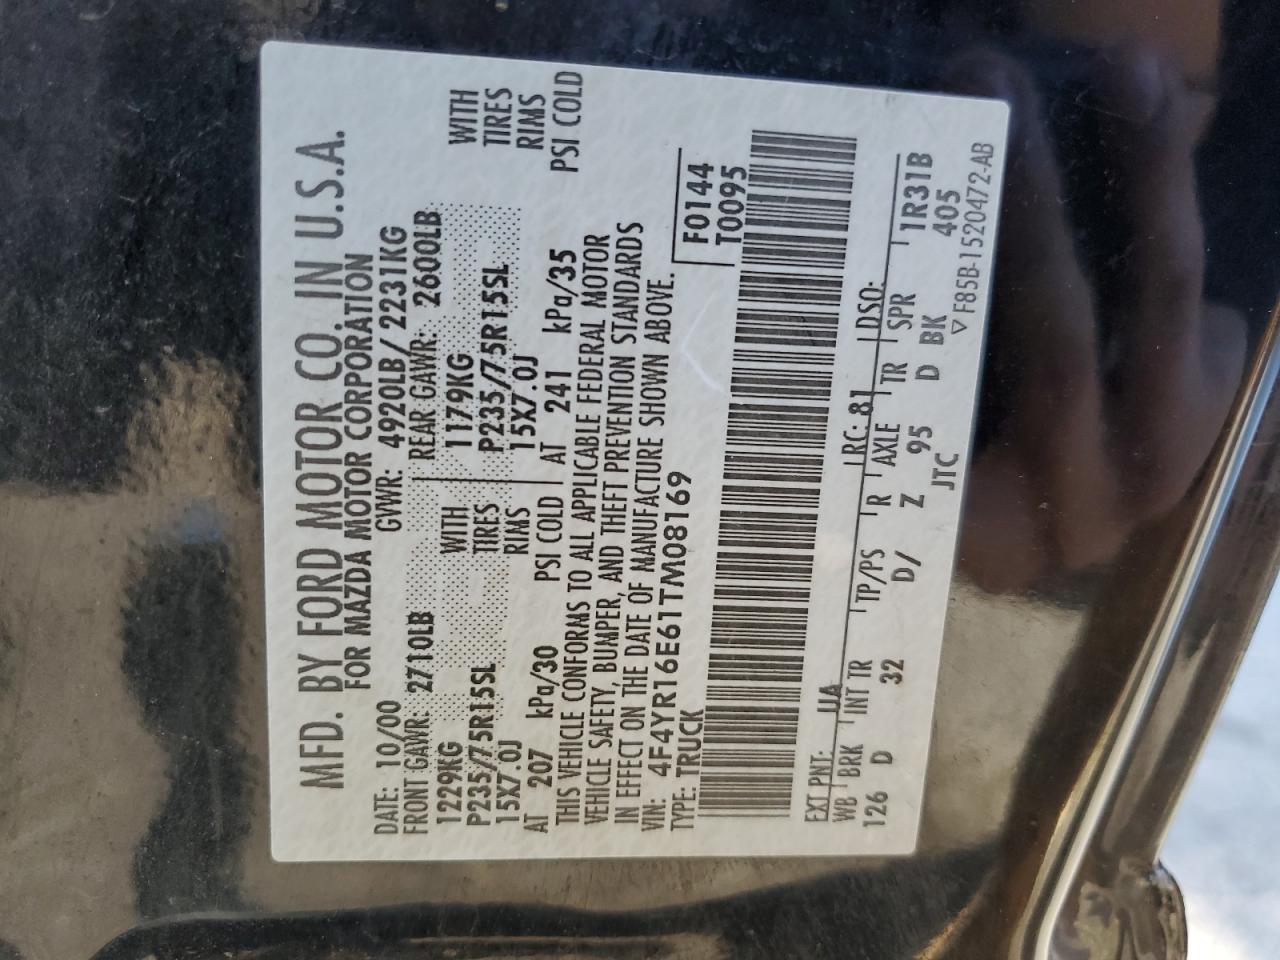 MFD. BY FORD MOTOR CO. IN U.S.A.
FOR MAZDA MOTOR CORPORATION
DATE: 10/00 GVWR: 4920LB / 2231KG
FRONT GAWR: 2710LB REAR GAWR: 2600LB
1229KG WITH 1179KG WITH
P235/75R15SL TIRES P235/75R15SL TIRES
15X7.0J RIMS 15X7.0J RIMS
AT 207 kPa/30 PSI COLD AT 241 kPa/35 PSI COLD
THIS VEHICLE CONFORMS TO ALL APPLICABLE FEDERAL MOTOR
VEHICLE SAFETY, BUMPER, AND THEFT PREVENTION STANDARDS
IN EFFECT ON THE DATE OF MANUFACTURE SHOWN ABOVE.
VIN: 4F4YR16E61TM08169 F0144
TYPE: TRUCK T0095
EXT PNT: UA RC: 81 DSO:
WB BRK INT TR TP/PS R AXLE TR SPR 1R31B
126 D 32 D/ Z 95 D BK 405
JTC ▽ F85B-1520472-AB